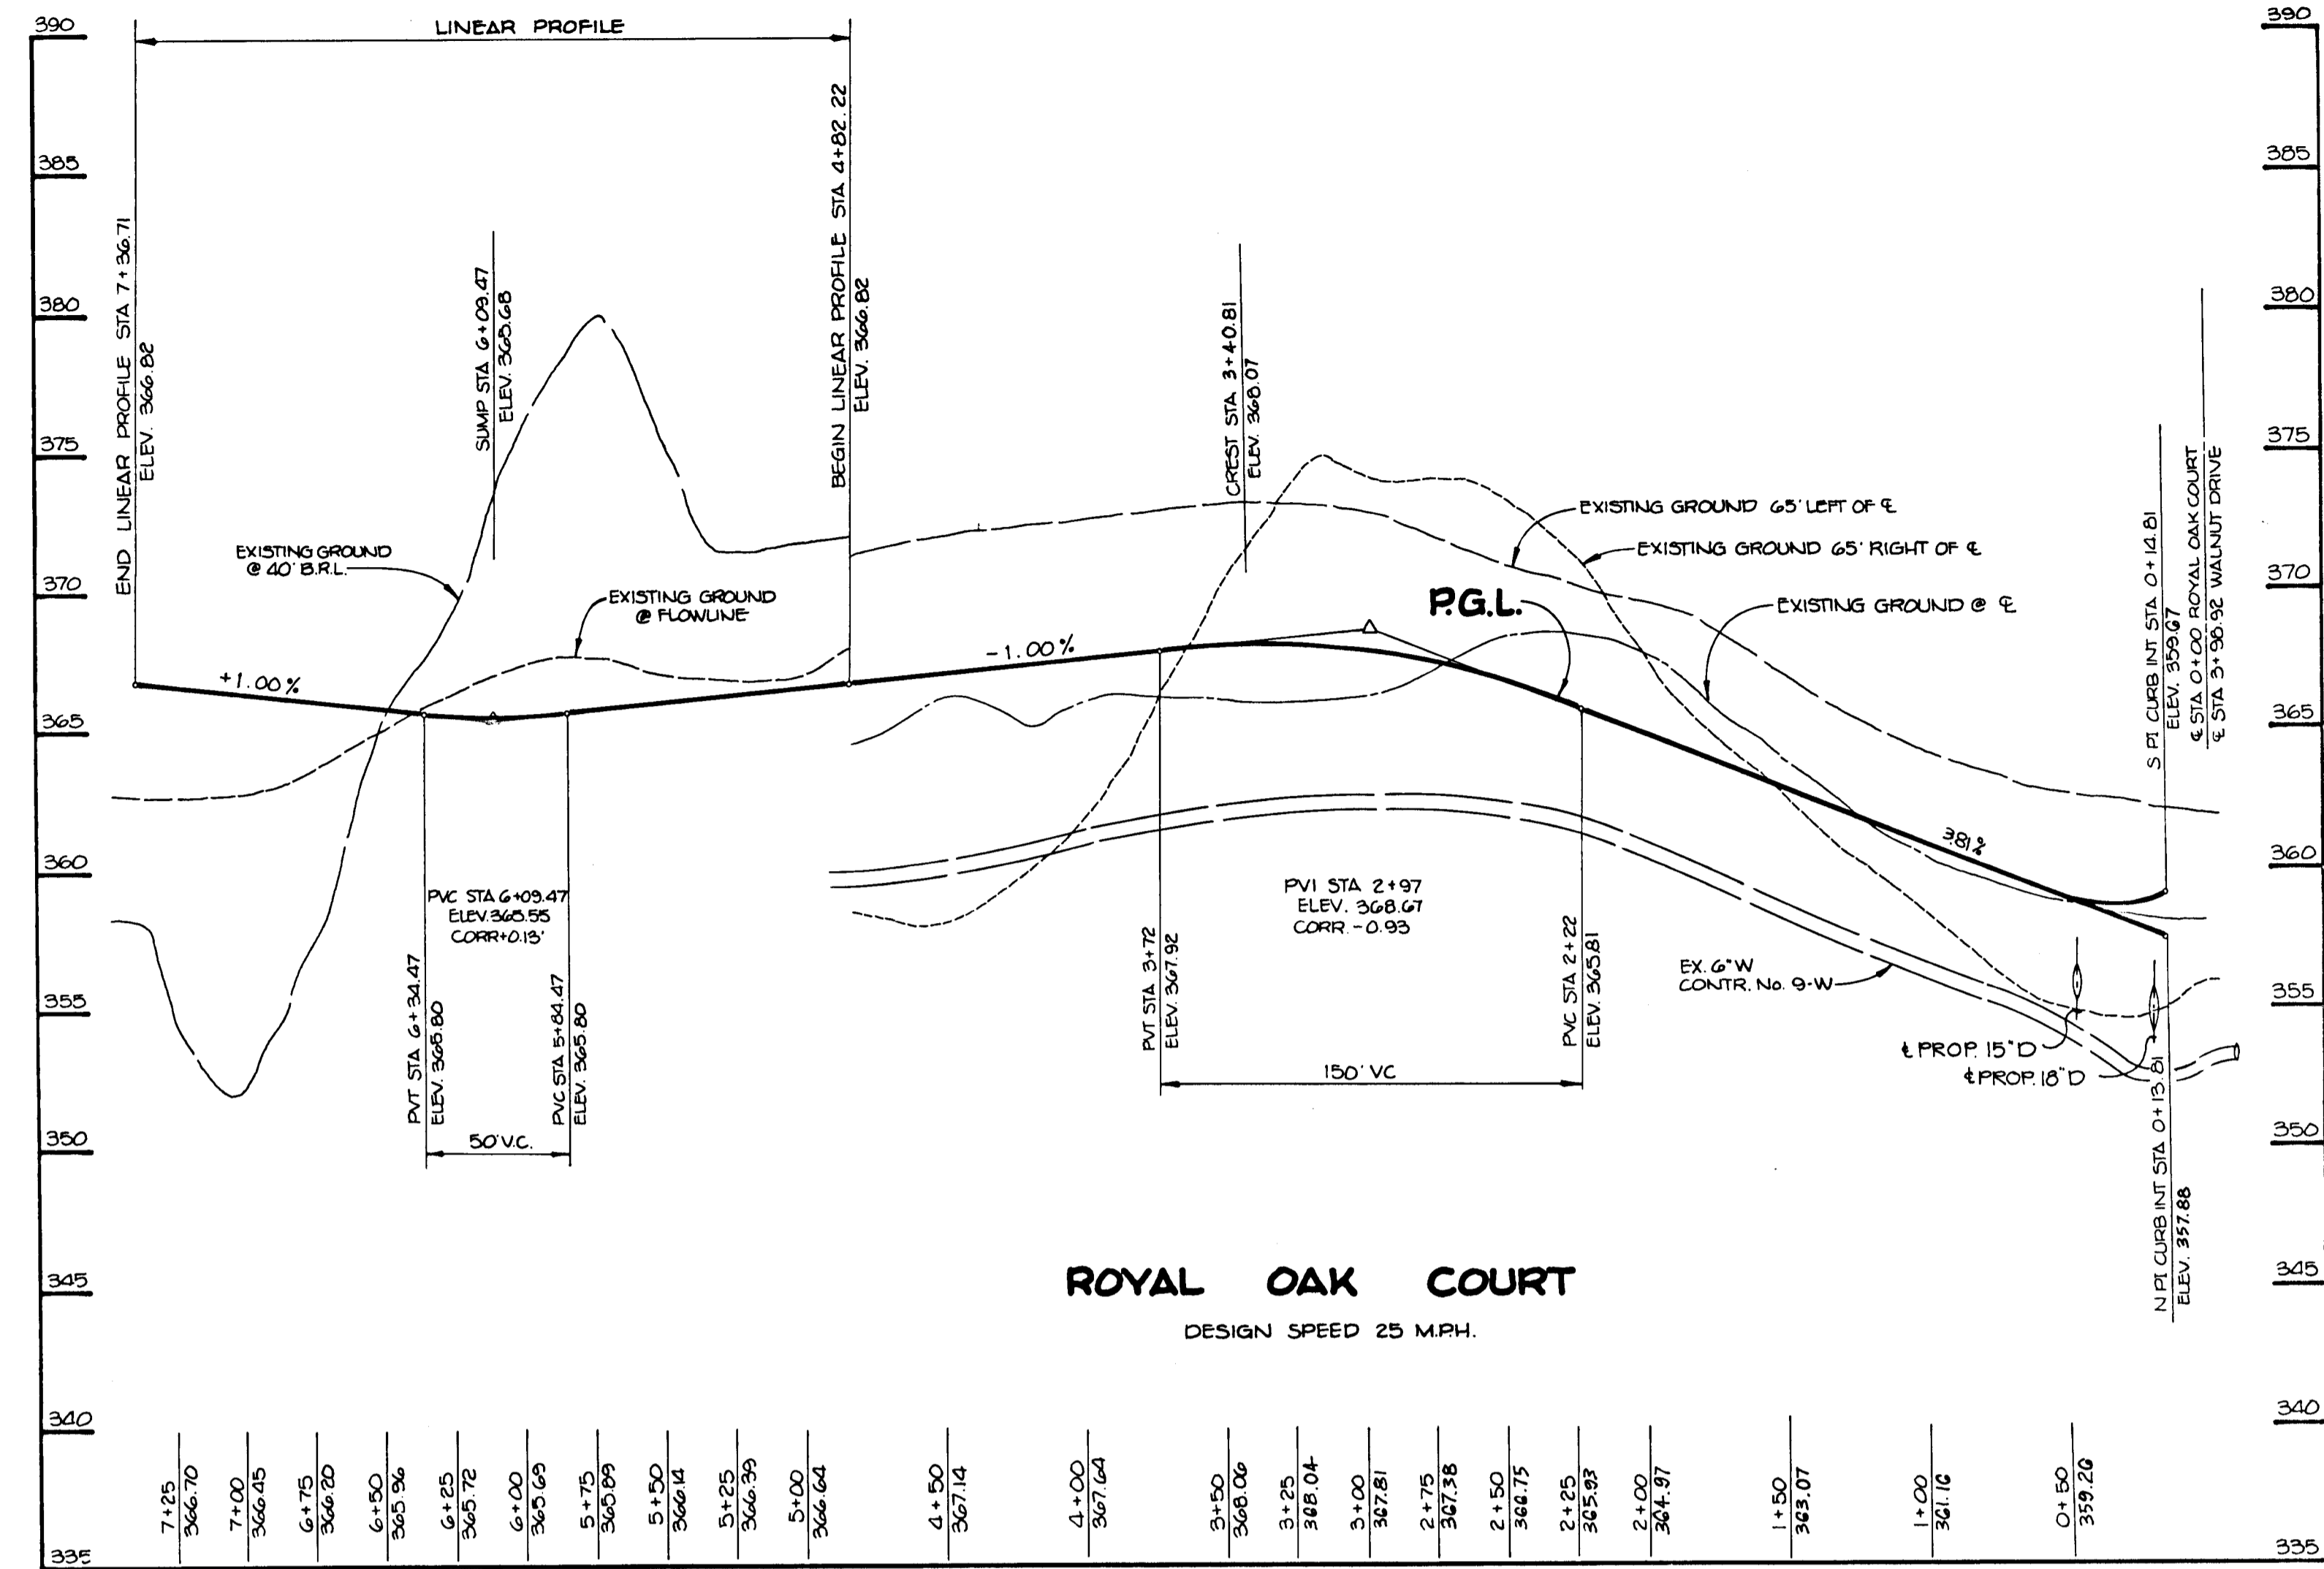 390
LINEAR PROFILE
390
385
385
380
380
375
375
370
370
365
365
360
360
355
355
350
350
345
345
340
340
335
335
END LINEAR PROFILE STA 7+36.71
ELEV. 366.82
SUMP STA 6+09.47
ELEV. 365.68
BEGIN LINEAR PROFILE STA 4+82.22
ELEV. 366.82
CREST STA 3+40.81
ELEV. 368.07
S PI CURB INT STA 0+14.81
ELEV. 359.67
℄ STA 0+00 ROYAL OAK COURT
℄ STA 3+98.92 WALNUT DRIVE
EXISTING GROUND
@ 40' B.R.L.
EXISTING GROUND
@ FLOWLINE
EXISTING GROUND 65' LEFT OF ℄
EXISTING GROUND 65' RIGHT OF ℄
P.G.L.
EXISTING GROUND @ ℄
+1.00%
-1.00%
3.81%
PVC STA 6+09.47
ELEV. 365.55
CORR+0.13'
PVT STA 6+34.47
ELEV. 365.80
PVC STA 5+84.47
ELEV. 365.80
50' V.C.
PVI STA 2+97
ELEV. 368.67
CORR. -0.93
PVT STA 3+72
ELEV. 367.92
PVC STA 2+22
ELEV. 365.81
150' VC
EX. 6"W
CONTR. No. 9-W
℄ PROP. 15"D
℄ PROP. 18"D
N PI CURB INT STA 0+13.81
ELEV. 357.88
ROYAL OAK COURT
DESIGN SPEED 25 M.P.H.
7+25
366.70
7+00
366.45
6+75
366.20
6+50
365.96
6+25
365.72
6+00
365.69
5+75
365.89
5+50
366.14
5+25
366.39
5+00
366.64
4+50
367.14
4+00
367.64
3+50
368.06
3+25
368.04
3+00
367.81
2+75
367.38
2+50
366.75
2+25
365.93
2+00
364.97
1+50
363.07
1+00
361.16
0+50
359.26